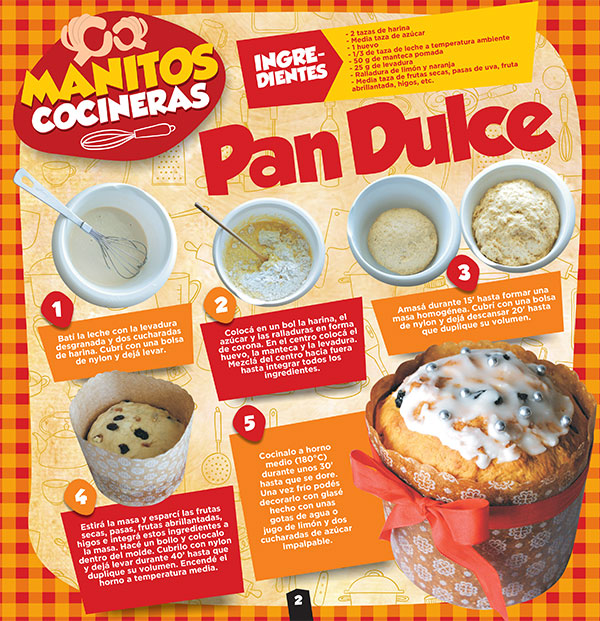 MANITOS
COCINERAS
INGRE-
DIENTES
- 2 tazas de harina
- Media taza de azúcar
- 1 huevo
- 1/3 de taza de leche a temperatura ambiente
- 50 g de manteca pomada
- 25 g de levadura
- Ralladura de limón y naranja
- Media taza de frutas secas, pasas de uva, fruta
abrillantada, higos, etc.
Pan Dulce
1
Batí la leche con la levadura
desgranada y dos cucharadas
de harina. Cubrí con una bolsa
de nylon y dejá levar.
2
Colocá en un bol la harina, el
azúcar y las ralladuras en forma
de corona. En el centro colocá el
huevo, la manteca y la levadura.
Mezclá del centro hacia fuera
hasta integrar todos los
ingredientes.
3
Amasá durante 15' hasta formar una
masa homogénea. Cubrí con una bolsa
de nylon y dejá descansar 20' hasta
que duplique su volumen.
4
Estirá la masa y esparcí las frutas
secas, pasas, frutas abrillantadas,
higos e integrá estos ingredientes a
la masa. Hacé un bollo y colocalo
dentro del molde. Cubrilo con nylon
y dejá levar durante 40' hasta que
duplique su volumen. Encendé el
horno a temperatura media.
5
Cocinalo a horno
medio (160°C)
durante unos 30'
hasta que se dore.
Una vez frío podés
decorarlo con glasé
hecho con unas
gotas de agua o
jugo de limón y dos
cucharadas de azúcar
impalpable.
2